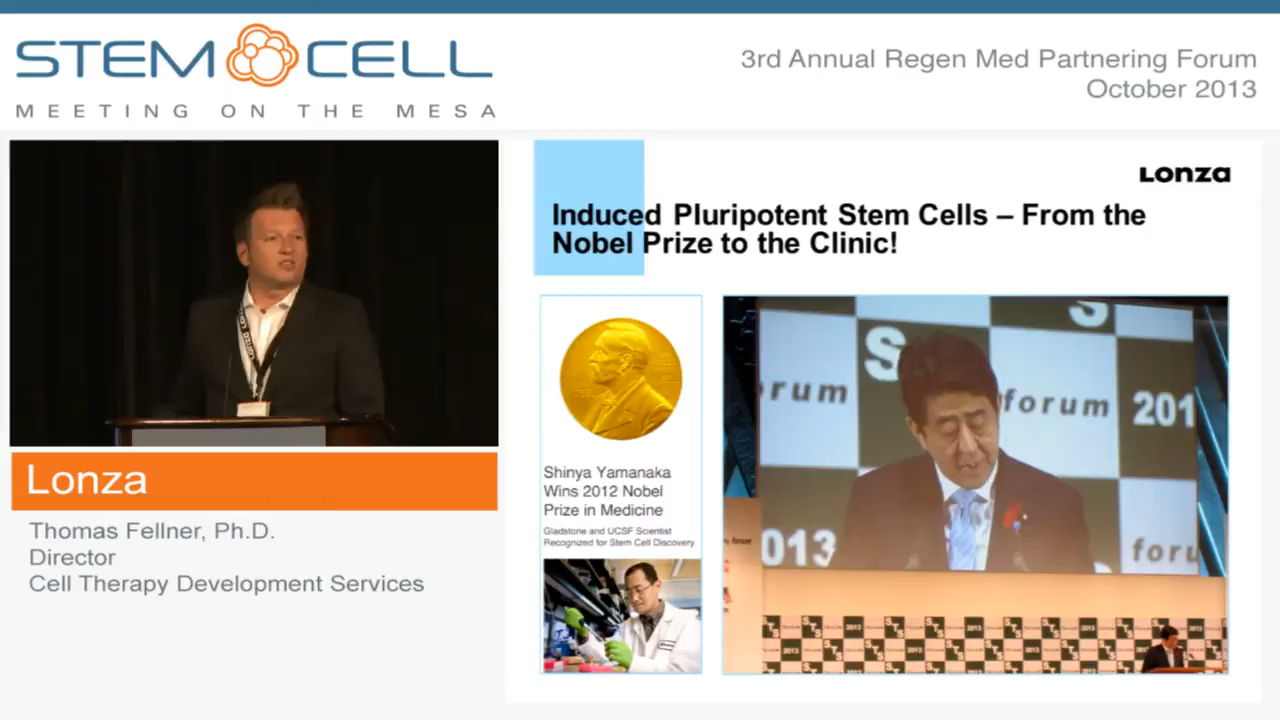 STEM CELL
MEETING ON THE MESA
3rd Annual Regen Med Partnering Forum
October 2013
Lonza
Thomas Fellner, Ph.D.
Director
Cell Therapy Development Services
Lonza
Induced Pluripotent Stem Cells – From the
Nobel Prize to the Clinic!
Shinya Yamanaka
Wins 2012 Nobel
Prize in Medicine
Gladstone and UCSF Scientist
Recognized for Stem Cell Discovery
S
S
rum
forum
201
013
foru